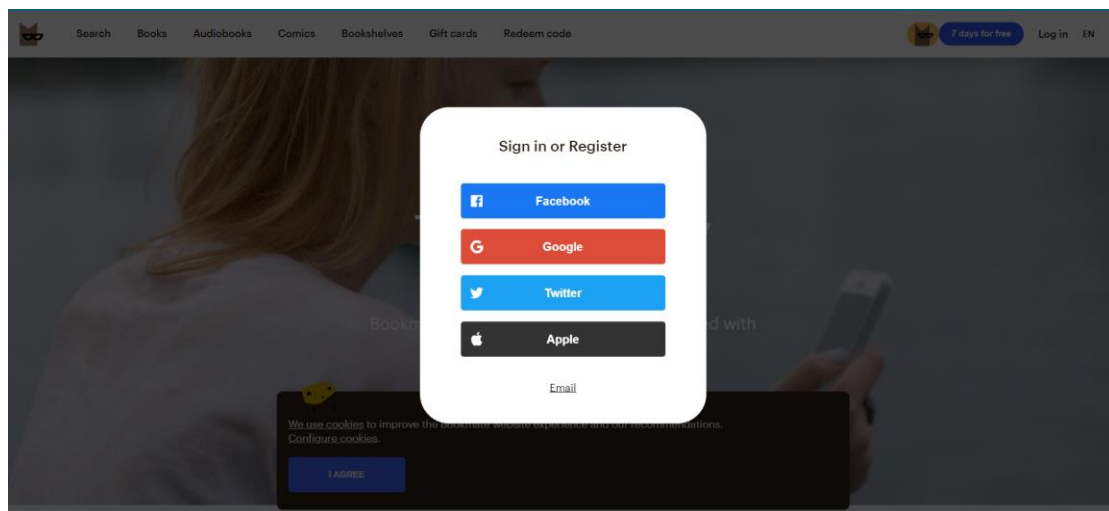 Search Books Audiobooks Comics Bookshelves Gift cards Redeem code 7 days for free Log in EN
Sign in or Register
Facebook
Google
Twitter
Apple
Email
Bookm d with
We use cookies to improve the bookmate website experience and our recommendations.
Configure cookies.
I AGREE